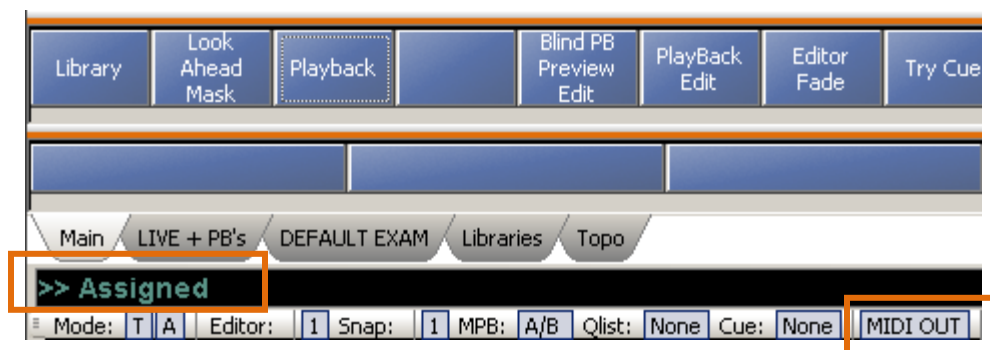 Library
Look
Ahead
Mask
Playback
Blind PB
Preview
Edit
PlayBack
Edit
Editor
Fade
Try Cue
Main LIVE + PB's DEFAULT EXAM Libraries Topo
>> Assigned
Mode: T A Editor: 1 Snap: 1 MPB: A/B Qlist: None Cue: None MIDI OUT